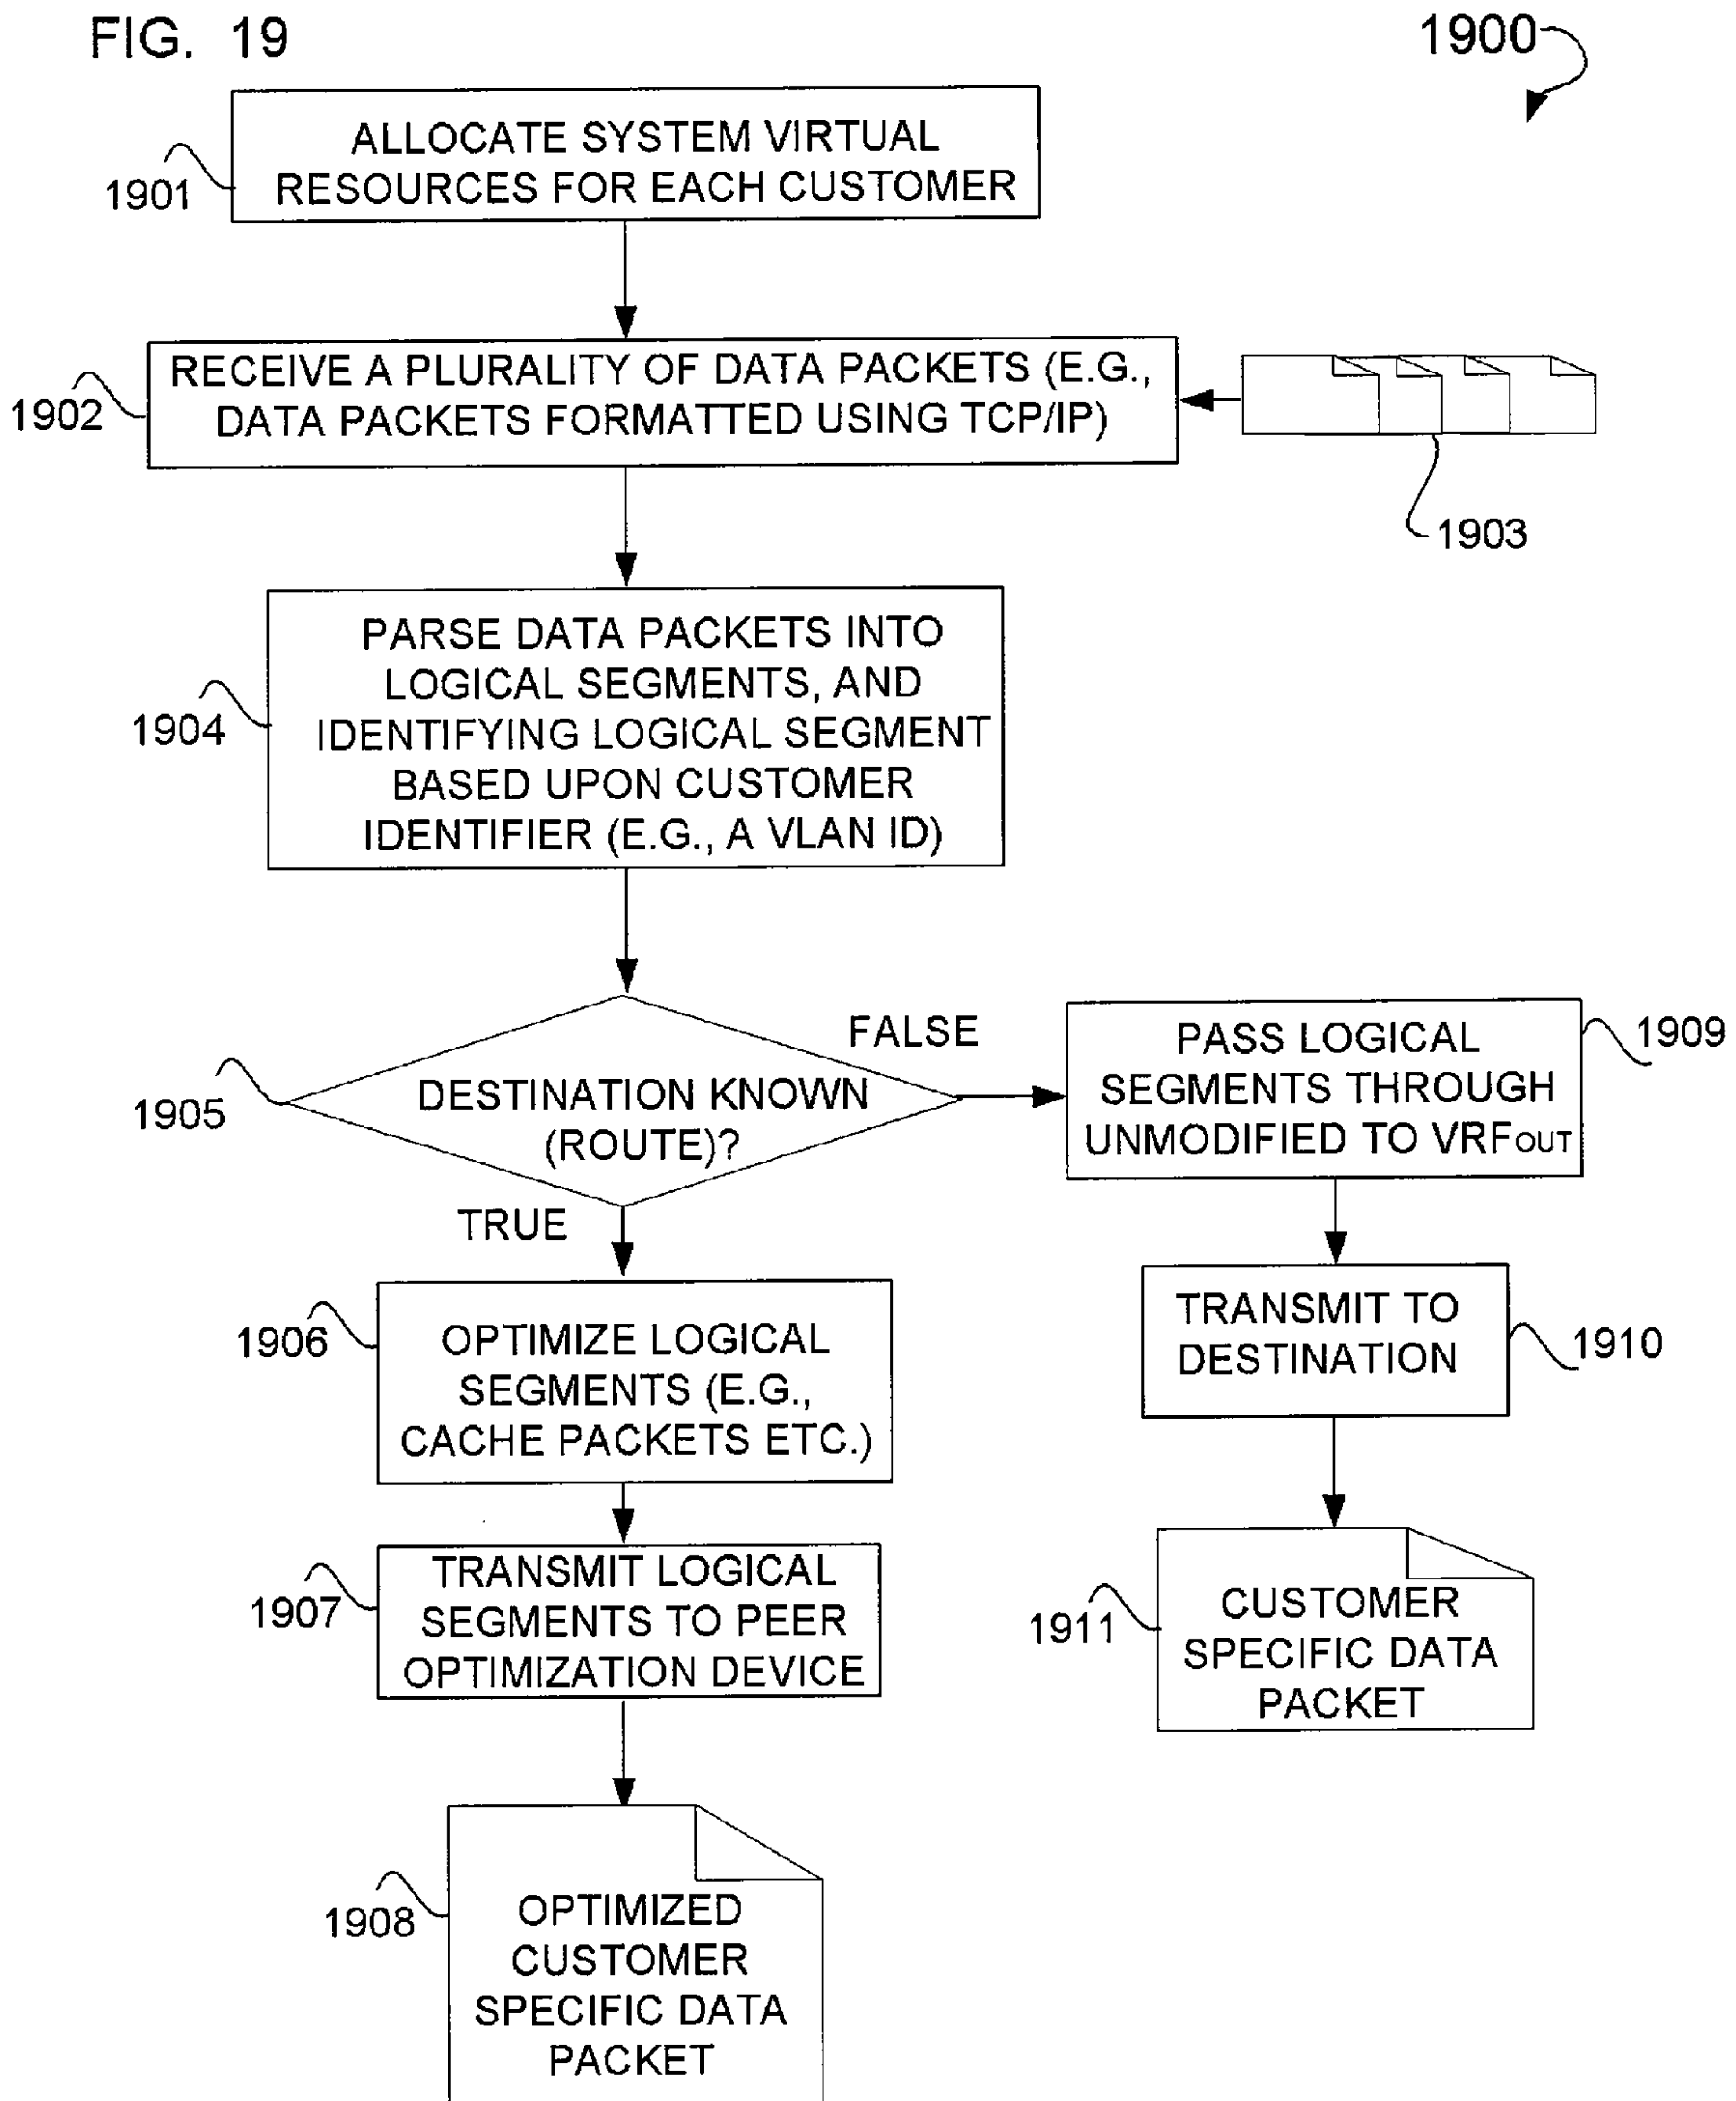 FIG. 19
1900
ALLOCATE SYSTEM VIRTUAL
RESOURCES FOR EACH CUSTOMER
1901
RECEIVE A PLURALITY OF DATA PACKETS (E.G.,
DATA PACKETS FORMATTED USING TCP/IP)
1902
1903
PARSE DATA PACKETS INTO
LOGICAL SEGMENTS, AND
IDENTIFYING LOGICAL SEGMENT
BASED UPON CUSTOMER
IDENTIFIER (E.G., A VLAN ID)
1904
FALSE
DESTINATION KNOWN
(ROUTE)?
1905
TRUE
PASS LOGICAL
SEGMENTS THROUGH
UNMODIFIED TO VRFOUT
1909
OPTIMIZE LOGICAL
SEGMENTS (E.G.,
CACHE PACKETS ETC.)
1906
TRANSMIT TO
DESTINATION
1910
TRANSMIT LOGICAL
SEGMENTS TO PEER
OPTIMIZATION DEVICE
1907
CUSTOMER
SPECIFIC DATA
PACKET
1911
OPTIMIZED
CUSTOMER
SPECIFIC DATA
PACKET
1908